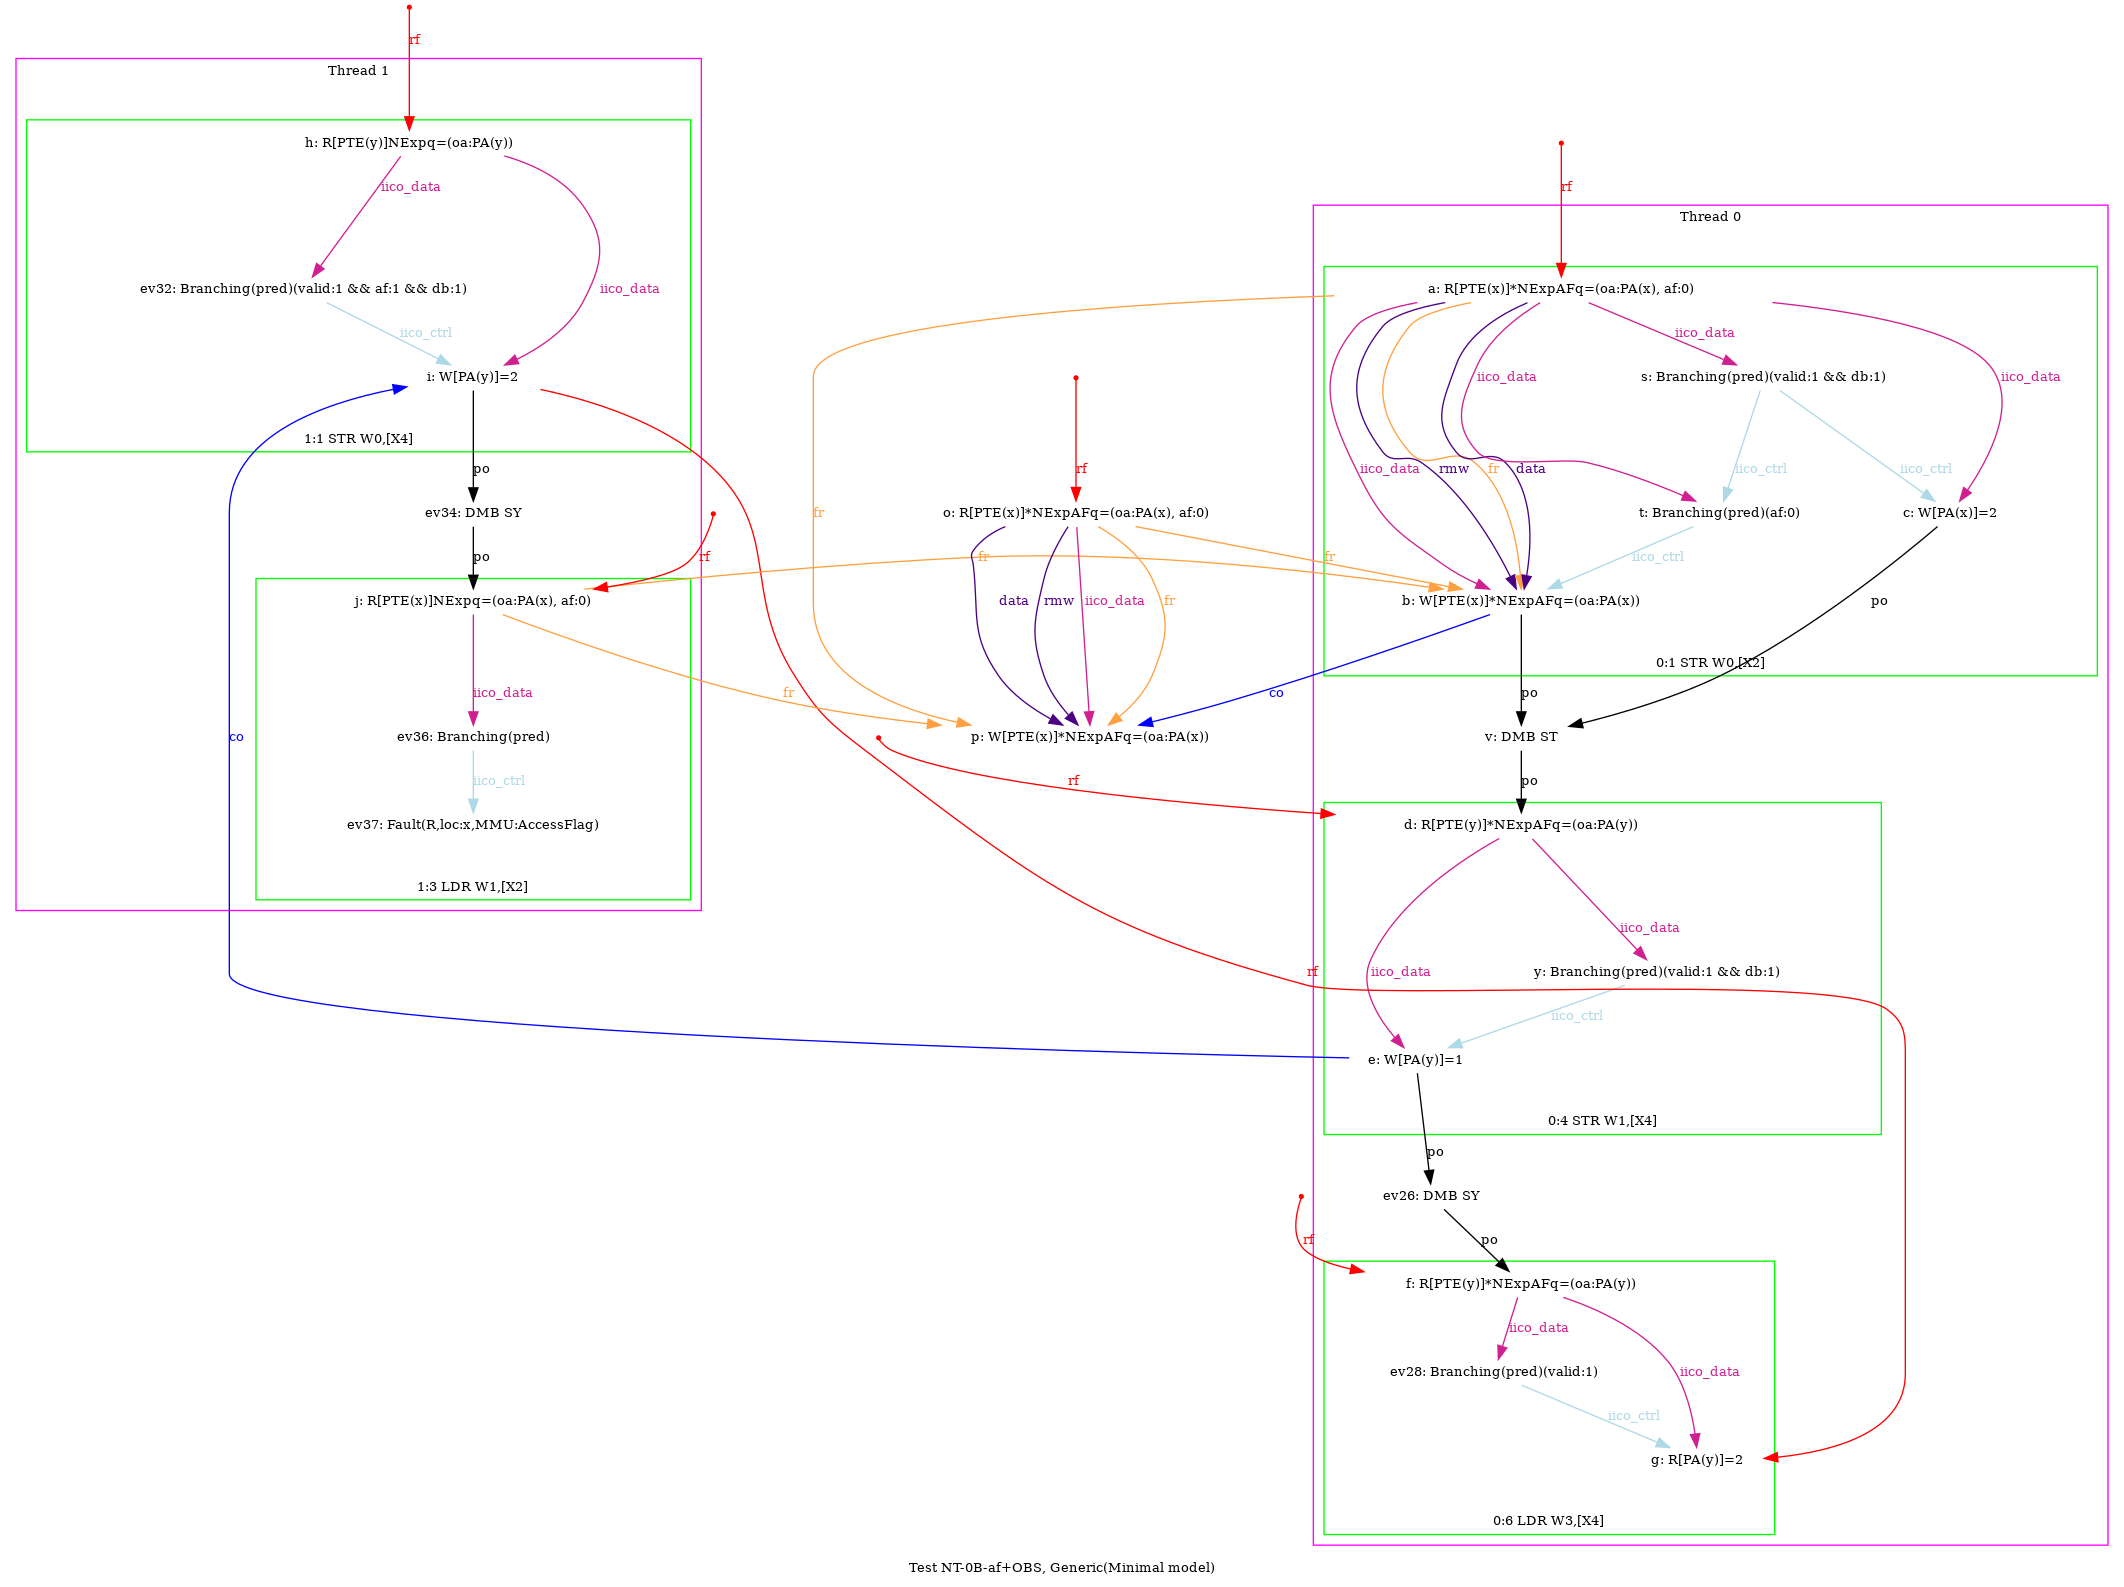 rf
Thread 1
h: R[PTE(y)]NExpq=(oa:PA(y))
rf
iico_data
Thread 0
ev32: Branching(pred)(valid:1 && af:1 && db:1)
iico_data
a: R[PTE(x)]*NExpAFq=(oa:PA(x), af:0)
iico_ctrl
iico_data
i: W[PA(y)]=2
iico_data
s: Branching(pred)(valid:1 && db:1)
iico_data
1:1 STR W0,[X4]
po
rf
iico_data
rmw
fr
data
iico_ctrl
iico_ctrl
ev34: DMB SY
fr
o: R[PTE(x)]*NExpAFq=(oa:PA(x), af:0)
t: Branching(pred)(af:0)
c: W[PA(x)]=2
po
rf
fr
fr
iico_ctrl
j: R[PTE(x)]NExpq=(oa:PA(x), af:0)
data
rmw
iico_data
fr
b: W[PTE(x)]*NExpAFq=(oa:PA(x))
po
0:1 STR W0,[X2]
iico_data
fr
co
po
co
ev36: Branching(pred)
p: W[PTE(x)]*NExpAFq=(oa:PA(x))
v: DMB ST
iico_ctrl
rf
po
ev37: Fault(R,loc:x,MMU:AccessFlag)
d: R[PTE(y)]*NExpAFq=(oa:PA(y))
1:3 LDR W1,[X2]
iico_data
rf
iico_data
y: Branching(pred)(valid:1 && db:1)
iico_ctrl
e: W[PA(y)]=1
0:4 STR W1,[X4]
po
ev26: DMB SY
rf
po
f: R[PTE(y)]*NExpAFq=(oa:PA(y))
iico_data
ev28: Branching(pred)(valid:1)
iico_data
iico_ctrl
g: R[PA(y)]=2
0:6 LDR W3,[X4]
Test NT-0B-af+OBS, Generic(Minimal model)